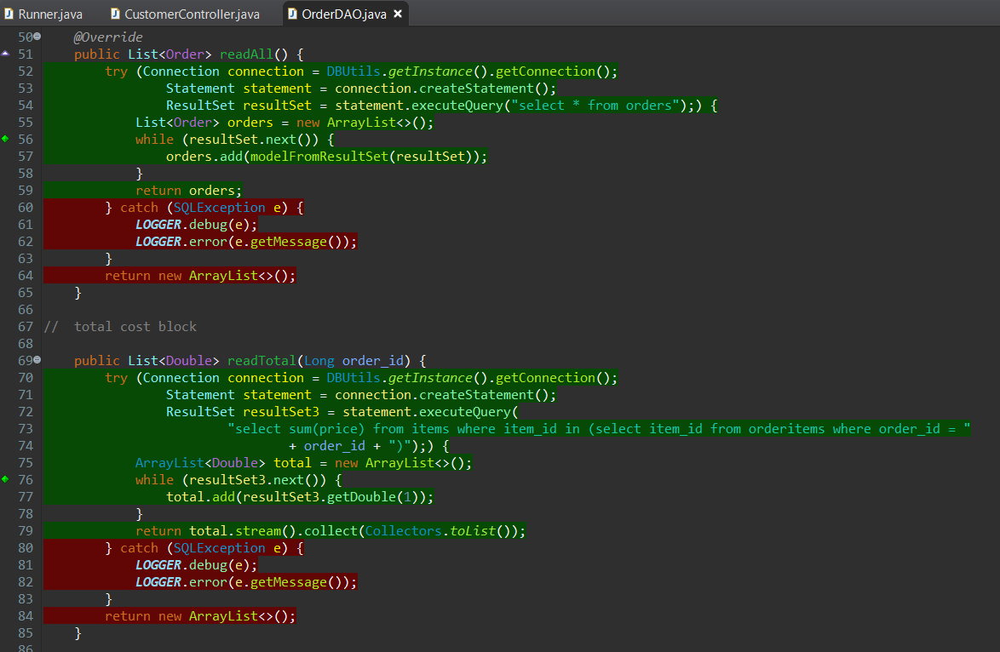 Runner.java CustomerController.java OrderDAO.java
50 @Override
51 public List<Order> readAll() {
52 try (Connection connection = DBUtils.getInstance().getConnection();
53 Statement statement = connection.createStatement();
54 ResultSet resultSet = statement.executeQuery("select * from orders");) {
55 List<Order> orders = new ArrayList<>();
56 while (resultSet.next()) {
57 orders.add(modelFromResultSet(resultSet));
58 }
59 return orders;
60 } catch (SQLException e) {
61 LOGGER.debug(e);
62 LOGGER.error(e.getMessage());
63 }
64 return new ArrayList<>();
65 }
66
67 // total cost block
68
69 public List<Double> readTotal(Long order_id) {
70 try (Connection connection = DBUtils.getInstance().getConnection();
71 Statement statement = connection.createStatement();
72 ResultSet resultSet3 = statement.executeQuery(
73 "select sum(price) from items where item_id in (select item_id from orderitems where order_id = "
74 + order_id + ")");) {
75 ArrayList<Double> total = new ArrayList<>();
76 while (resultSet3.next()) {
77 total.add(resultSet3.getDouble(1));
78 }
79 return total.stream().collect(Collectors.toList());
80 } catch (SQLException e) {
81 LOGGER.debug(e);
82 LOGGER.error(e.getMessage());
83 }
84 return new ArrayList<>();
85 }
86